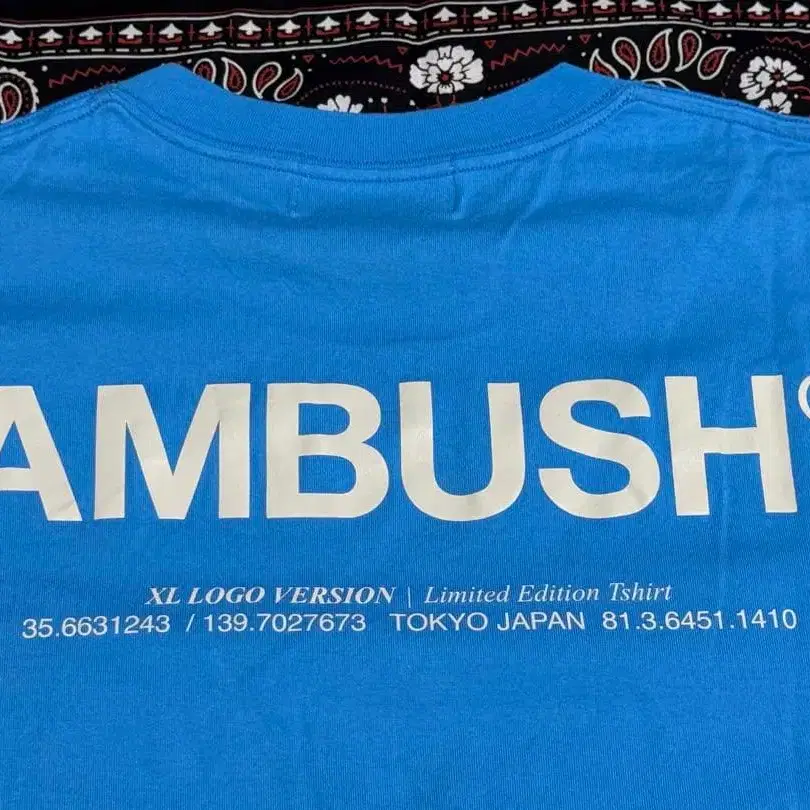 AMBUSH®
XL LOGO VERSION | Limited Edition Tshirt
35.6631243 / 139.7027673 TOKYO JAPAN 81.3.6451.1410